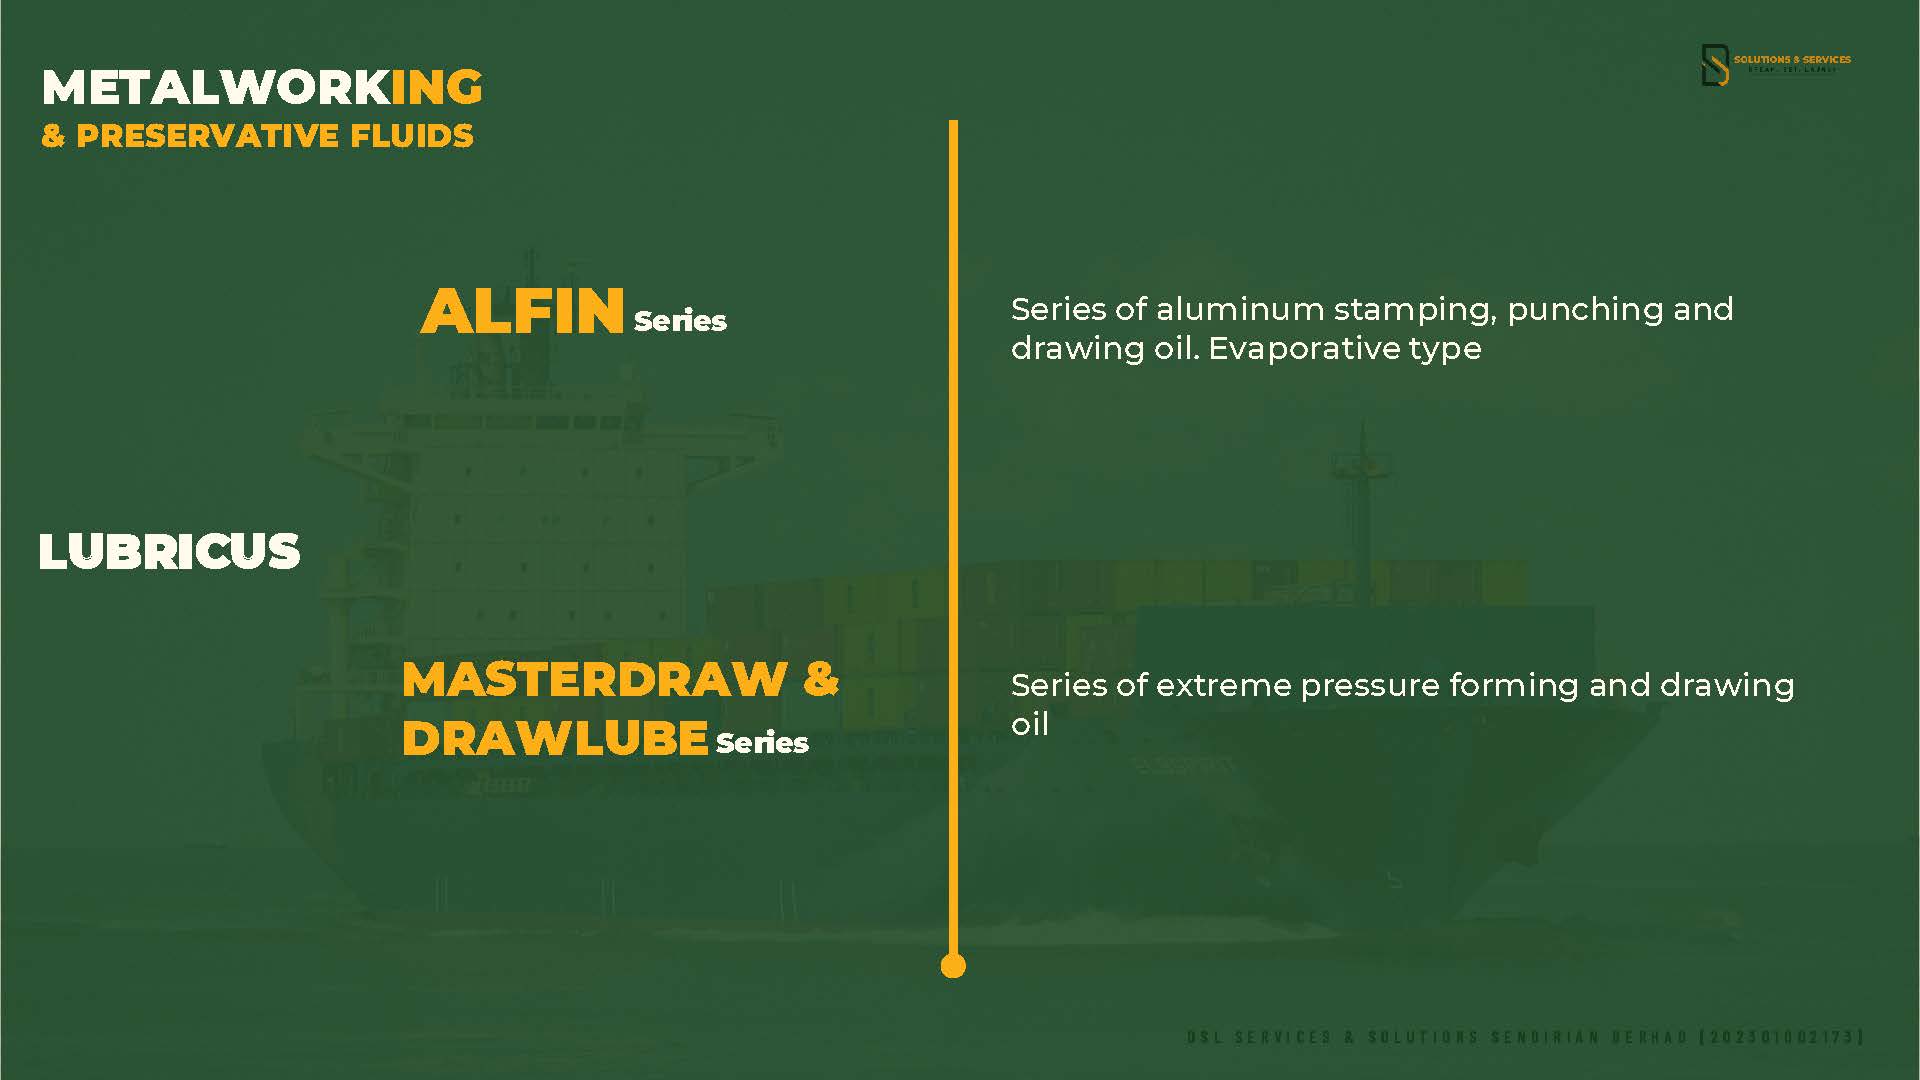 METALWORKING
& PRESERVATIVE FLUIDS
SOLUTIONS & SERVICES
ALFIN Series
Series of aluminum stamping, punching and
drawing oil. Evaporative type
LUBRICUS
MASTERDRAW &
DRAWLUBE Series
Series of extreme pressure forming and drawing
oil
DSL SERVICES & SOLUTIONS SENDIRIAN BERHAD [202301002173]